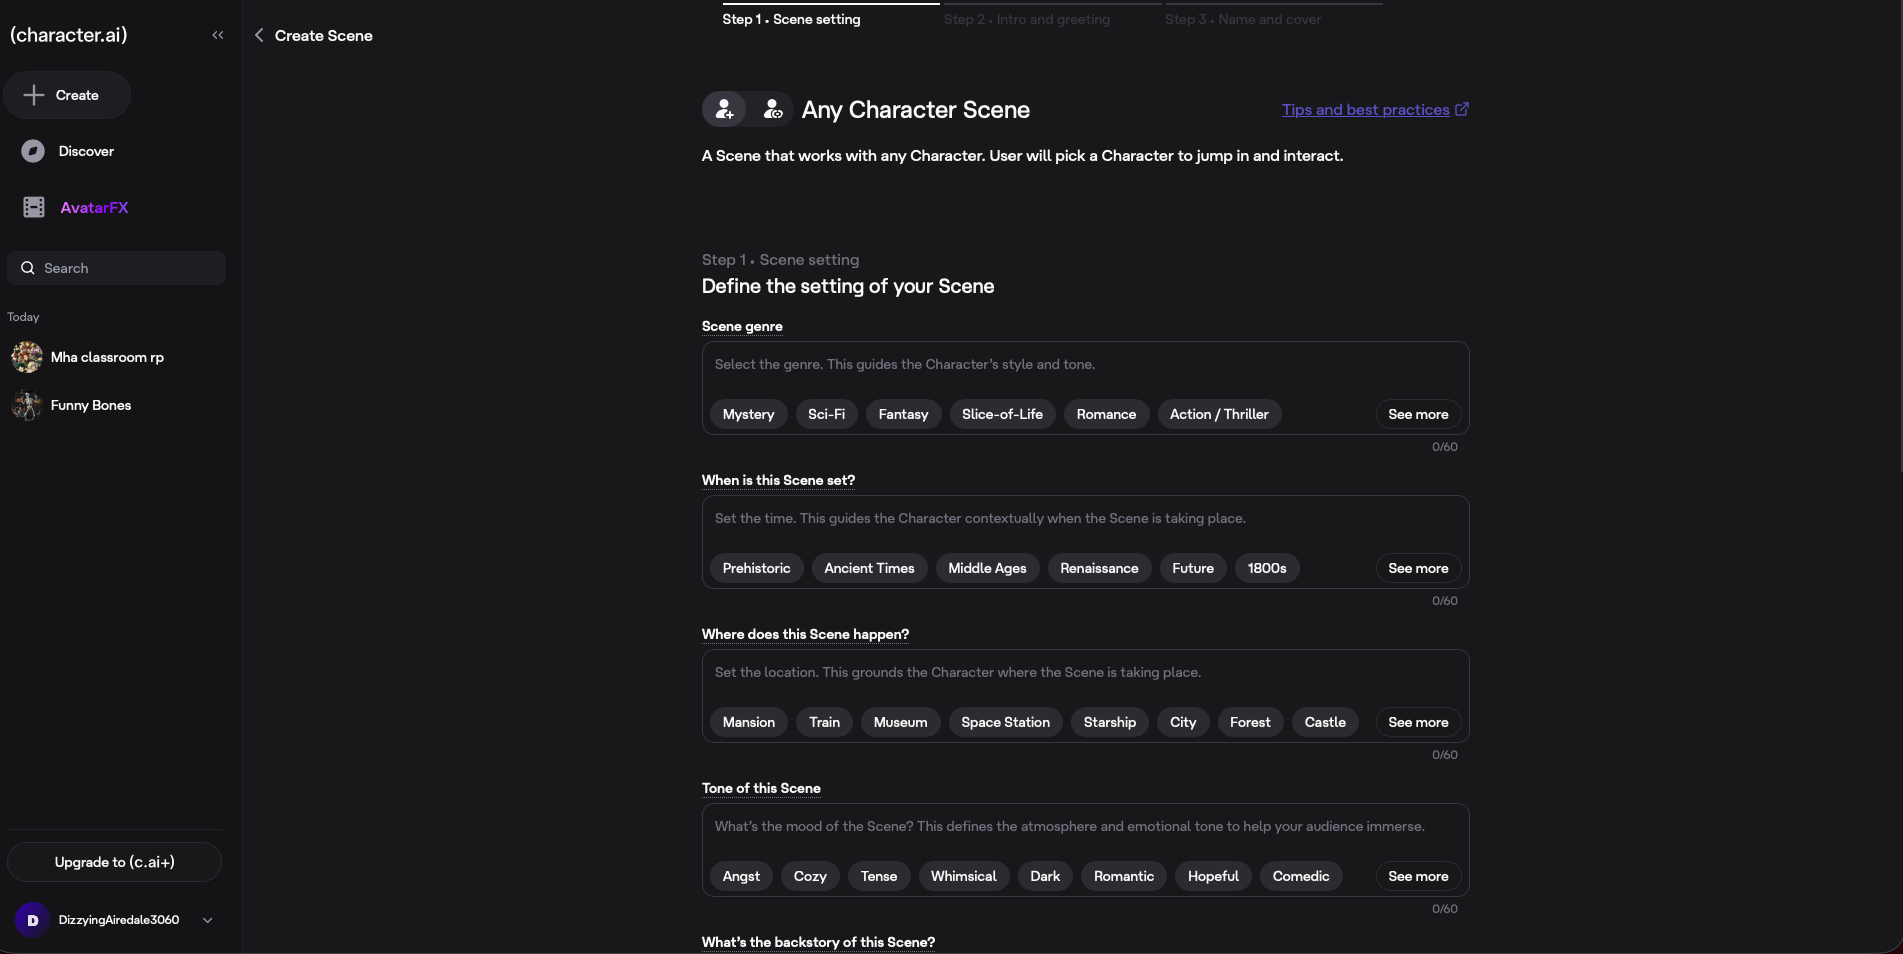 (character.ai)
Create
Discover
AvatarFX
Search
Today
Mha classroom rp
Funny Bones
Upgrade to (c.ai+)
D
DizzyingAiredale3060
Create Scene
Step 1 • Scene setting
Step 2 • Intro and greeting
Step 3 • Name and cover
Any Character Scene
Tips and best practices
A Scene that works with any Character. User will pick a Character to jump in and interact.
Step 1 • Scene setting
Define the setting of your Scene
Scene genre
Select the genre. This guides the Character’s style and tone.
Mystery Sci-Fi Fantasy Slice-of-Life Romance Action / Thriller See more
0/60
When is this Scene set?
Set the time. This guides the Character contextually when the Scene is taking place.
Prehistoric Ancient Times Middle Ages Renaissance Future 1800s See more
0/60
Where does this Scene happen?
Set the location. This grounds the Character where the Scene is taking place.
Mansion Train Museum Space Station Starship City Forest Castle See more
0/60
Tone of this Scene
What’s the mood of the Scene? This defines the atmosphere and emotional tone to help your audience immerse.
Angst Cozy Tense Whimsical Dark Romantic Hopeful Comedic See more
0/60
What’s the backstory of this Scene?